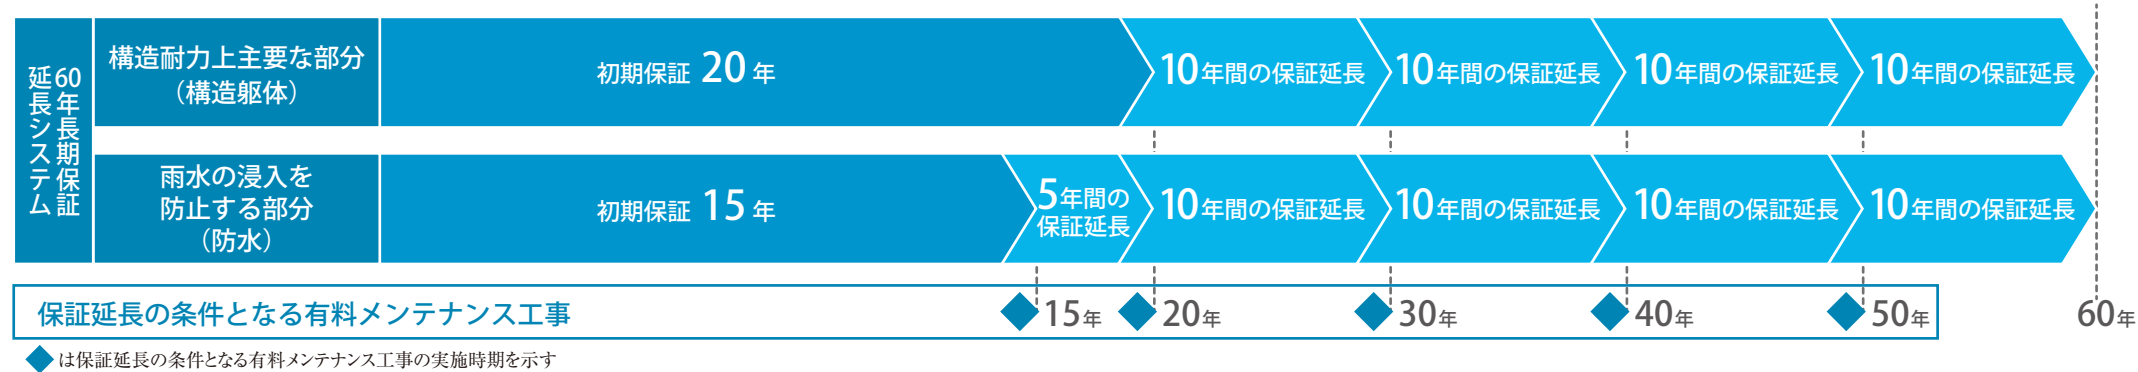 60年長期保証
延長システム
構造耐力上主要な部分
（構造躯体）
初期保証 20 年
10年間の保証延長
10年間の保証延長
10年間の保証延長
10年間の保証延長
雨水の浸入を
防止する部分
（防水）
初期保証 15 年
5年間の
保証延長
10年間の保証延長
10年間の保証延長
10年間の保証延長
10年間の保証延長
保証延長の条件となる有料メンテナンス工事
◆15年
◆20年
◆30年
◆40年
◆50年
60年
◆は保証延長の条件となる有料メンテナンス工事の実施時期を示す